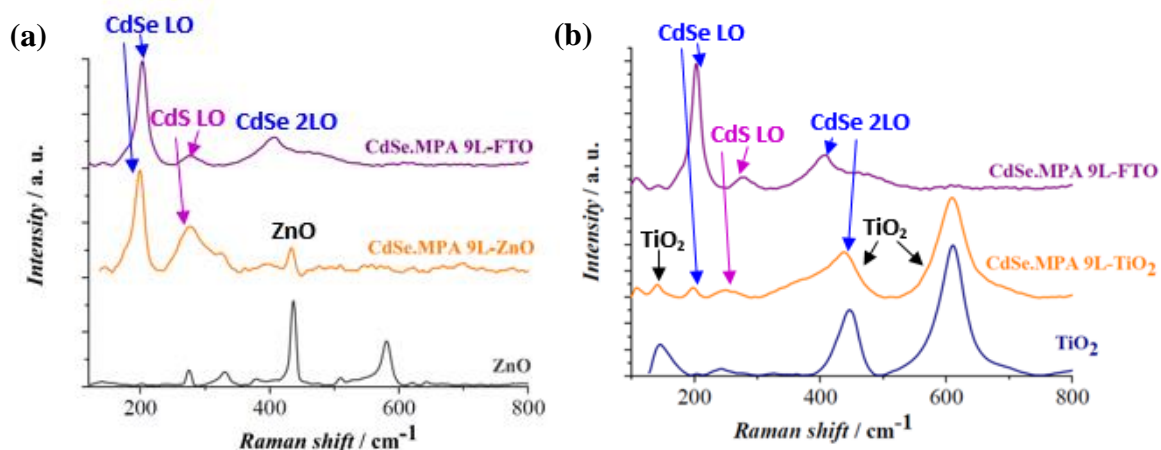 (a)
CdSe LO
CdS LO
CdSe 2LO
CdSe.MPA 9L-FTO
ZnO
CdSe.MPA 9L-ZnO
ZnO
Intensity / a. u.
200 400 600 800
Raman shift / cm-1
(b)
CdSe LO
CdS LO
CdSe 2LO
CdSe.MPA 9L-FTO
TiO2
TiO2
CdSe.MPA 9L-TiO2
TiO2
Intensity / a. u.
200 400 600 800
Raman shift / cm-1